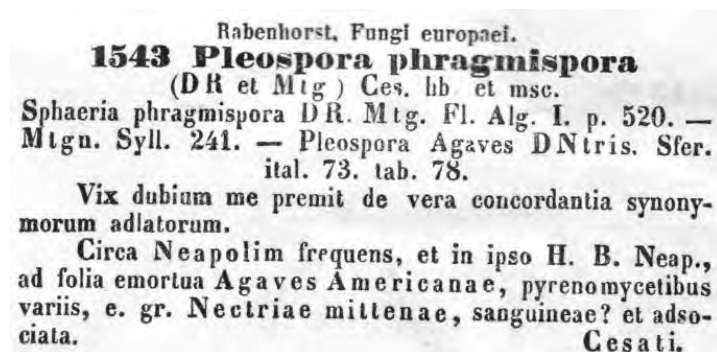 Rabenhorst, Fungi europaei.
1543 Pleospora phragmispora
(DR et Mtg) Ces. hb et msc.
Sphaeria phragmispora DR. Mtg. Fl. Alg. I. p. 520. —
Mtgn. Syll. 241. — Pleospora Agaves DNtris. Sfer.
ital. 73. tab. 78.
Vix dubium me premit de vera concordantia synony-
morum adlatorum.
Circa Neapolim frequens, et in ipso H. B. Neap.,
ad folia emortua Agaves Americanae, pyrenomycetibus
variis, e. gr. Nectriae mittenae, sanguineae? et adso-
ciata. Cesati.